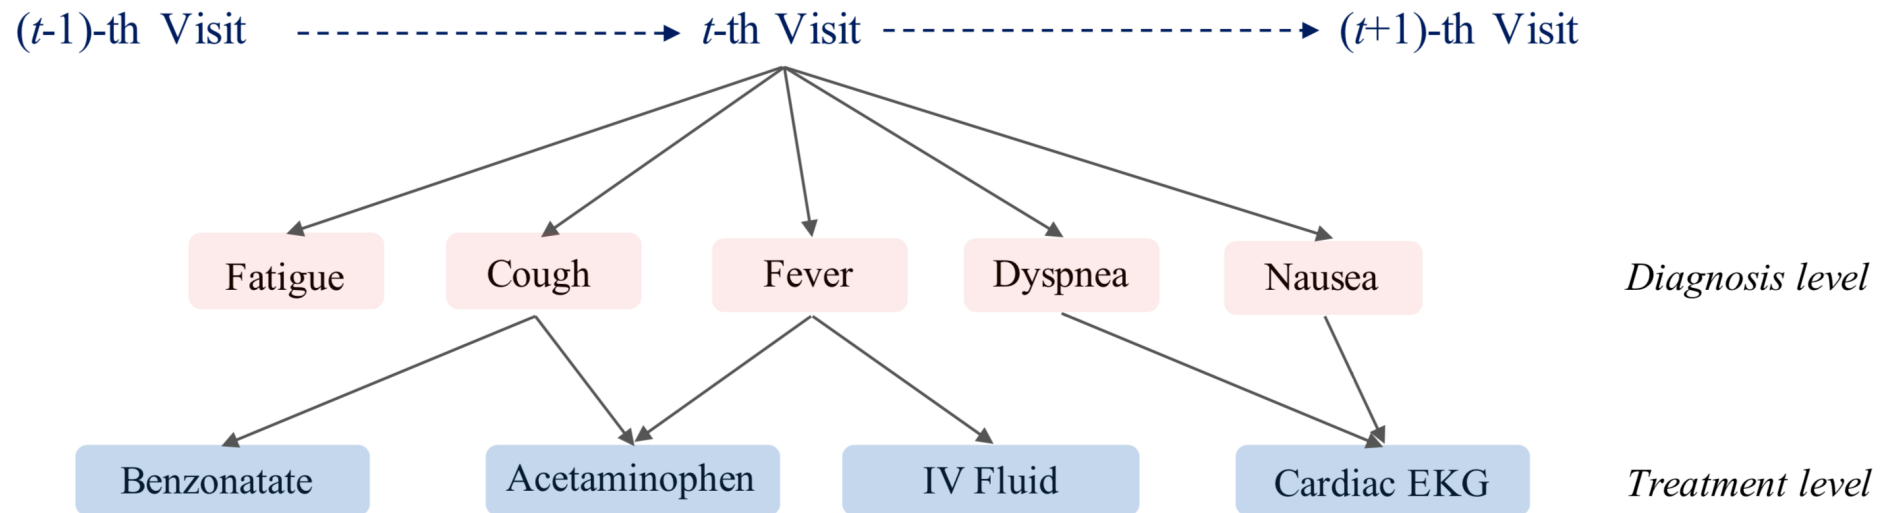 (t-1)-th Visit
t-th Visit
(t+1)-th Visit
Fatigue
Cough
Fever
Dyspnea
Nausea
Diagnosis level
Benzonatate
Acetaminophen
IV Fluid
Cardiac EKG
Treatment level